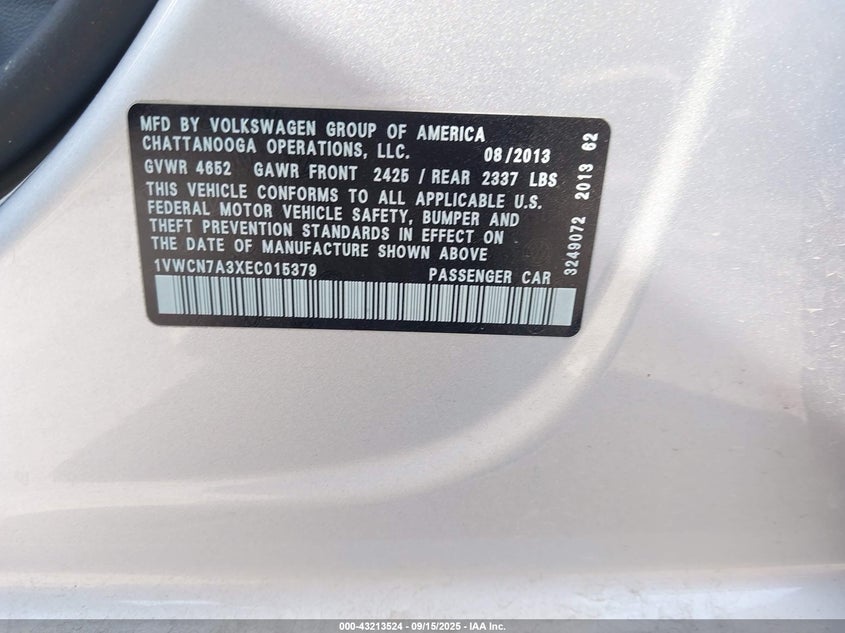 MFD BY VOLKSWAGEN GROUP OF AMERICA
CHATTANOOGA OPERATIONS, LLC. 08/2013
GVWR 4652 GAWR FRONT 2425 / REAR 2337 LBS
THIS VEHICLE CONFORMS TO ALL APPLICABLE U.S.
FEDERAL MOTOR VEHICLE SAFETY, BUMPER AND
THEFT PREVENTION STANDARDS IN EFFECT ON
THE DATE OF MANUFACTURE SHOWN ABOVE
1VWCN7A3XEC015379 PASSENGER CAR
3249072 2013 62
000-43213524 - 09/15/2025 - IAA Inc.